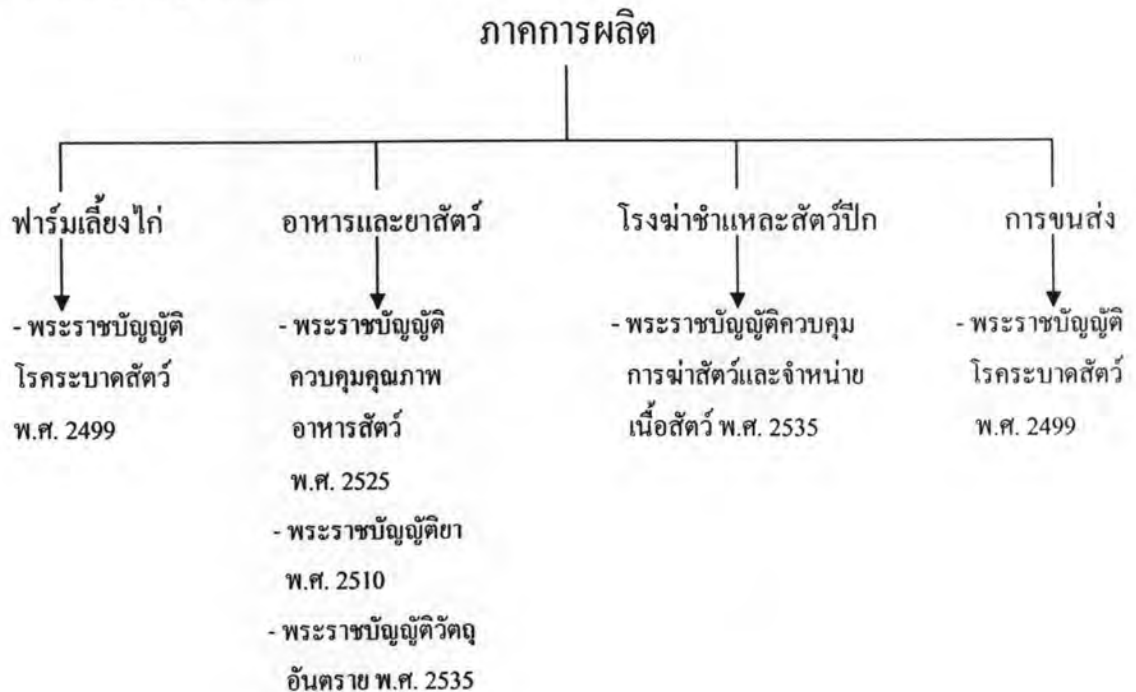 ภาคการผลิต
ฟาร์มเลี้ยงไก่
อาหารและยาสัตว์
โรงฆ่าชำแหละสัตว์ปีก
การขนส่ง
- พระราชบัญญัติ
โรคระบาดสัตว์
พ.ศ. 2499
- พระราชบัญญัติ
ควบคุมคุณภาพ
อาหารสัตว์
พ.ศ. 2525
- พระราชบัญญัติยา
พ.ศ. 2510
- พระราชบัญญัติวัตถุ
อันตราย พ.ศ. 2535
- พระราชบัญญัติควบคุม
การฆ่าสัตว์และจำหน่าย
เนื้อสัตว์ พ.ศ. 2535
- พระราชบัญญัติ
โรคระบาดสัตว์
พ.ศ. 2499